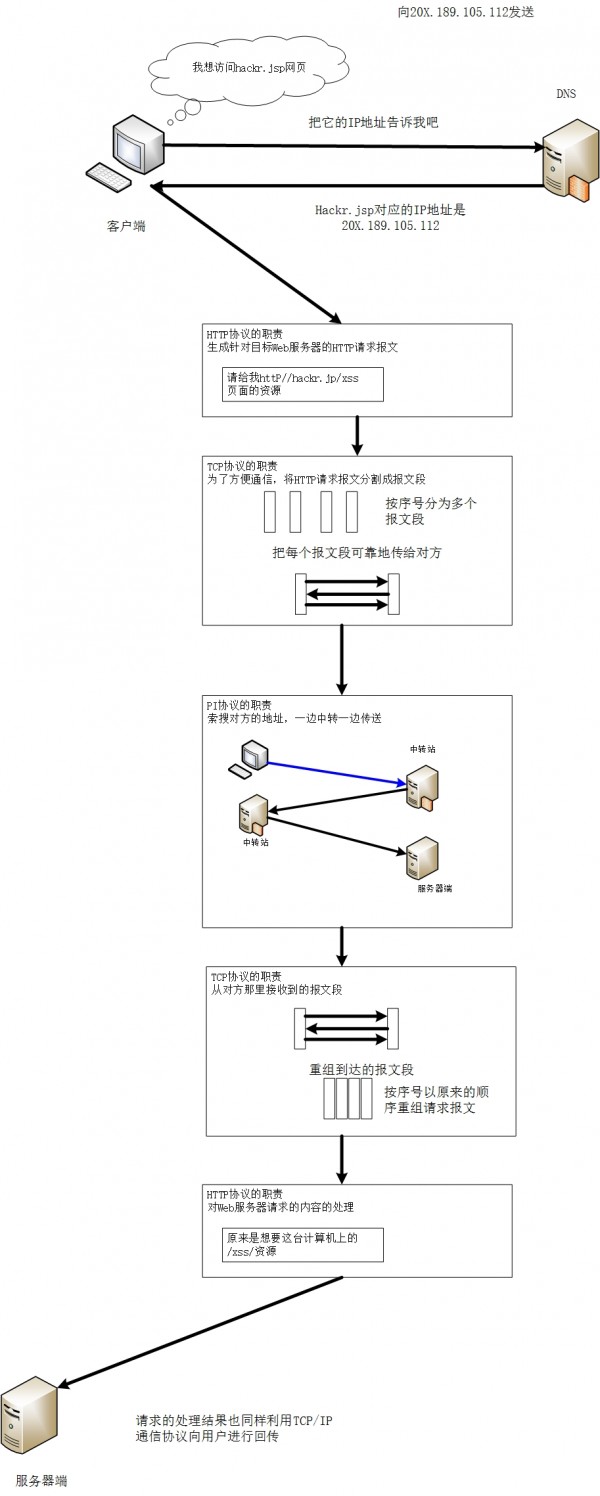 向20X.189.105.112发送
我想访问hackr.jsp网页
DNS
把它的IP地址告诉我吧
Hackr.jsp对应的IP地址是
20X.189.105.112
客户端
HTTP协议的职责
生成针对目标Web服务器的HTTP请求报文
请给我httP//hackr.jp/xss
页面的资源
TCP协议的职责
为了方便通信，将HTTP请求报文分割成报文段
按序号分为多个
报文段
把每个报文段可靠地传给对方
PI协议的职责
索搜对方的地址，一边中转一边传送
中转站
中转站
服务器端
TCP协议的职责
从对方那里接收到的报文段
重组到达的报文段
按序号以原来的顺
序重组请求报文
HTTP协议的职责
对Web服务器请求的内容的处理
原来是想要这台计算机上的
/xss/资源
请求的处理结果也同样利用TCP/IP
通信协议向用户进行回传
服务器端